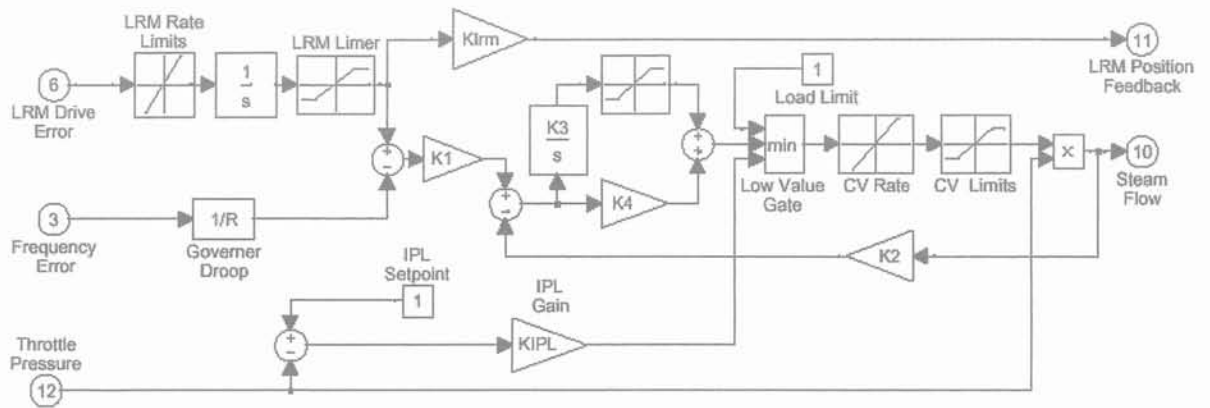 LRM Rate
Limits
LRM Limer
Klrm
11
LRM Position
Feedback
6
LRM Drive
Error
1
s
1
Load Limit
K3
s
+
-
K1
+
+
min
Low Value
Gate
CV Rate
CV Limits
X
10
Steam
Flow
+
-
K4
3
Frequency
Error
1/R
Governer
Droop
K2
IPL
Setpoint
1
IPL
Gain
+
-
KIPL
Throttle
Pressure
12